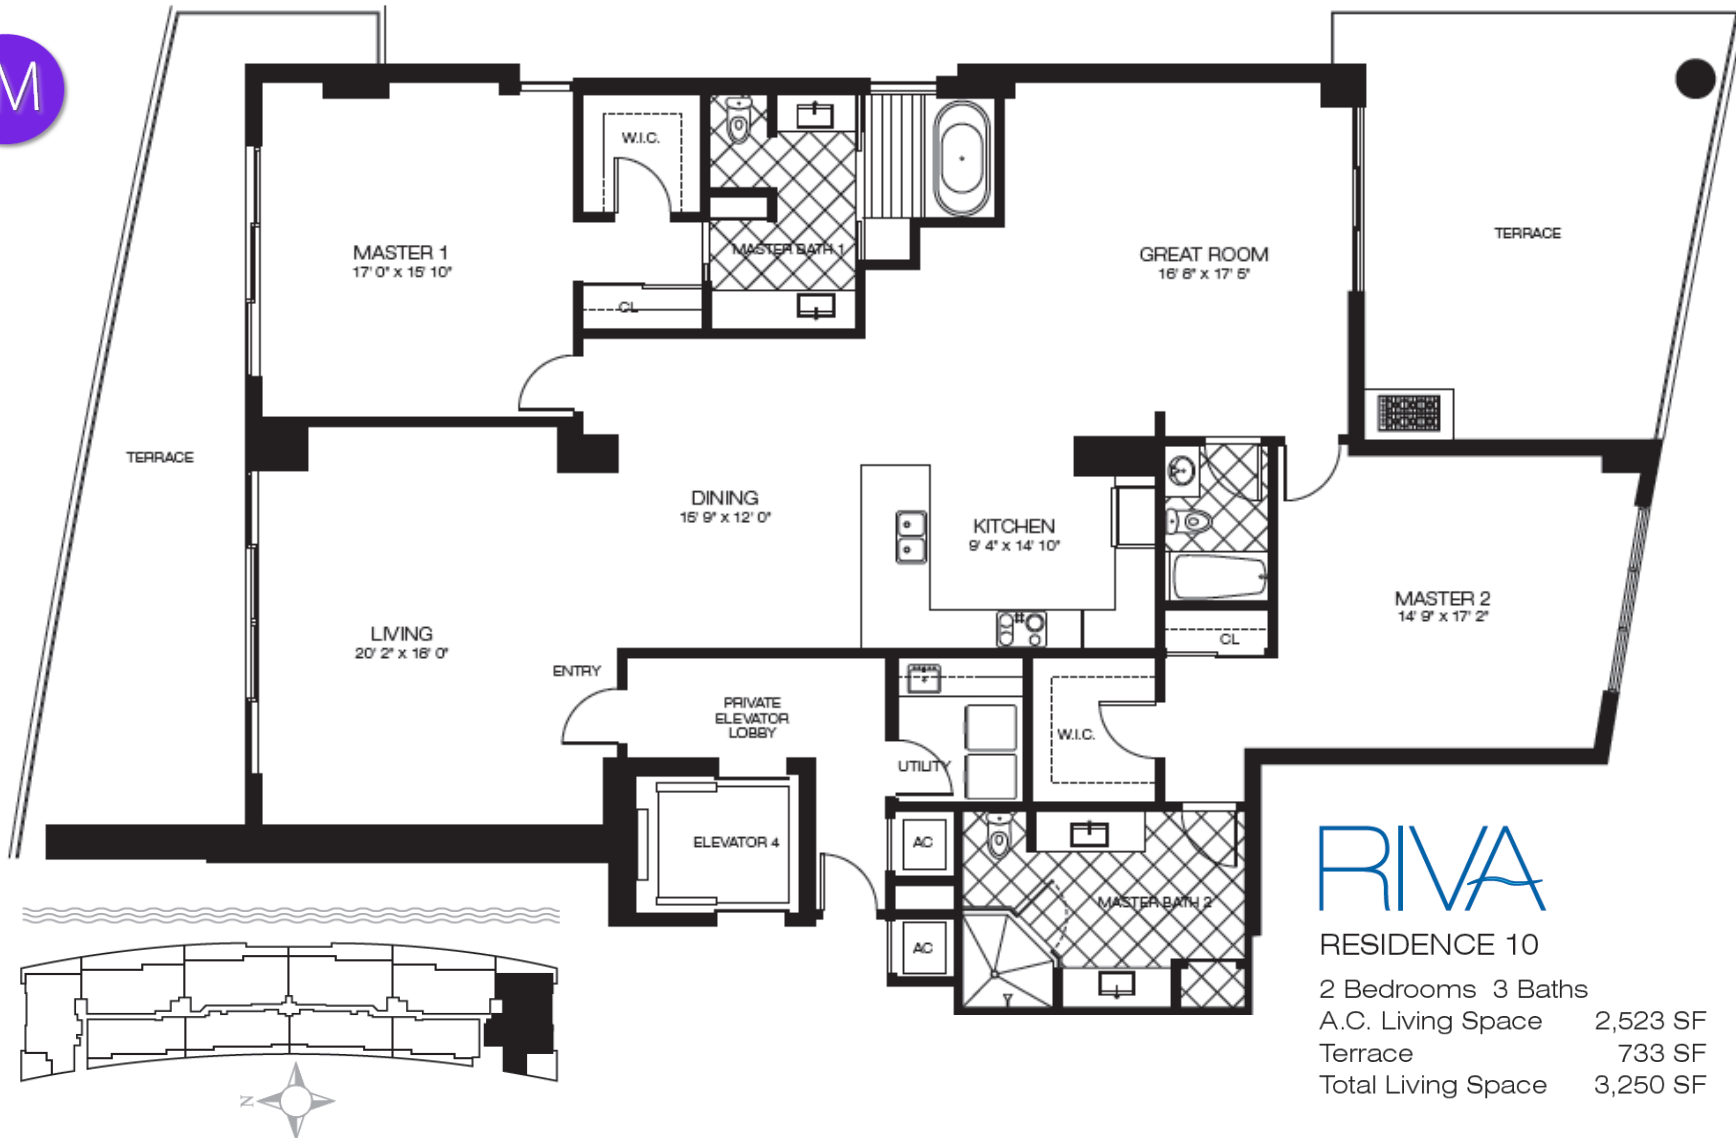 M
W.I.C.
MASTER 1
17' 0" x 15' 10"
MASTER BATH 1
CL
GREAT ROOM
16' 8" x 17' 5"
TERRACE
TERRACE
DINING
15' 9" x 12' 0"
KITCHEN
9' 4" x 14' 10"
MASTER 2
14' 9" x 17' 2"
CL
LIVING
20' 2" x 18' 0"
ENTRY
PRIVATE
ELEVATOR
LOBBY
W.I.C.
UTILITY
ELEVATOR 4
AC
MASTER BATH 2
AC
RIVA
RESIDENCE 10
2 Bedrooms 3 Baths
A.C. Living Space 2,523 SF
Terrace 733 SF
Total Living Space 3,250 SF
N